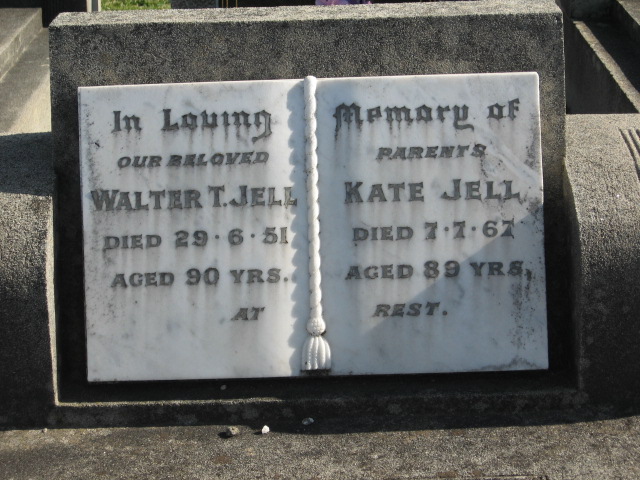 In Loving Memory of
OUR BELOVED PARENTS
WALTER T. JELL
DIED 29·6·51
AGED 90 YRS.
KATE JELL
DIED 7·7·67
AGED 89 YRS.
AT REST.